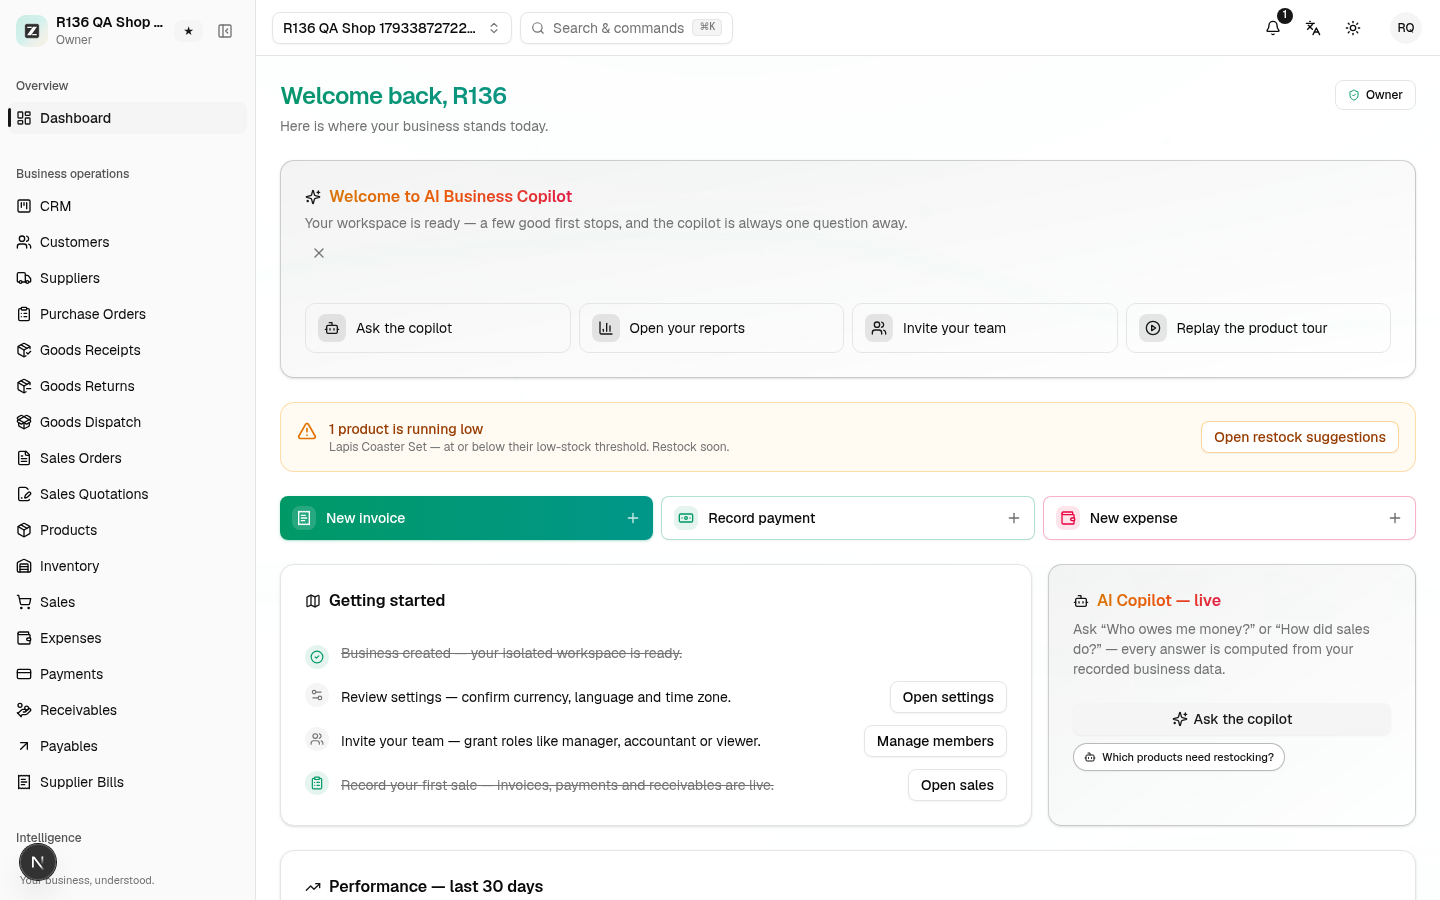 R136 QA Shop ...
Owner
★
Overview
Dashboard
Business operations
CRM
Customers
Suppliers
Purchase Orders
Goods Receipts
Goods Returns
Goods Dispatch
Sales Orders
Sales Quotations
Products
Inventory
Sales
Expenses
Payments
Receivables
Payables
Supplier Bills
Intelligence
N
Your business, understood.
R136 QA Shop 17933872722...
Search & commands ⌘K
1
RQ
Welcome back, R136
Owner
Here is where your business stands today.
Welcome to AI Business Copilot
Your workspace is ready — a few good first stops, and the copilot is always one question away.
Ask the copilot
Open your reports
Invite your team
Replay the product tour
1 product is running low
Lapis Coaster Set — at or below their low-stock threshold. Restock soon.
Open restock suggestions
New invoice
Record payment
New expense
Getting started
Business created — your isolated workspace is ready.
Review settings — confirm currency, language and time zone.
Open settings
Invite your team — grant roles like manager, accountant or viewer.
Manage members
Record your first sale — invoices, payments and receivables are live.
Open sales
AI Copilot — live
Ask “Who owes me money?” or “How did sales
do?” — every answer is computed from your
recorded business data.
Ask the copilot
Which products need restocking?
Performance — last 30 days